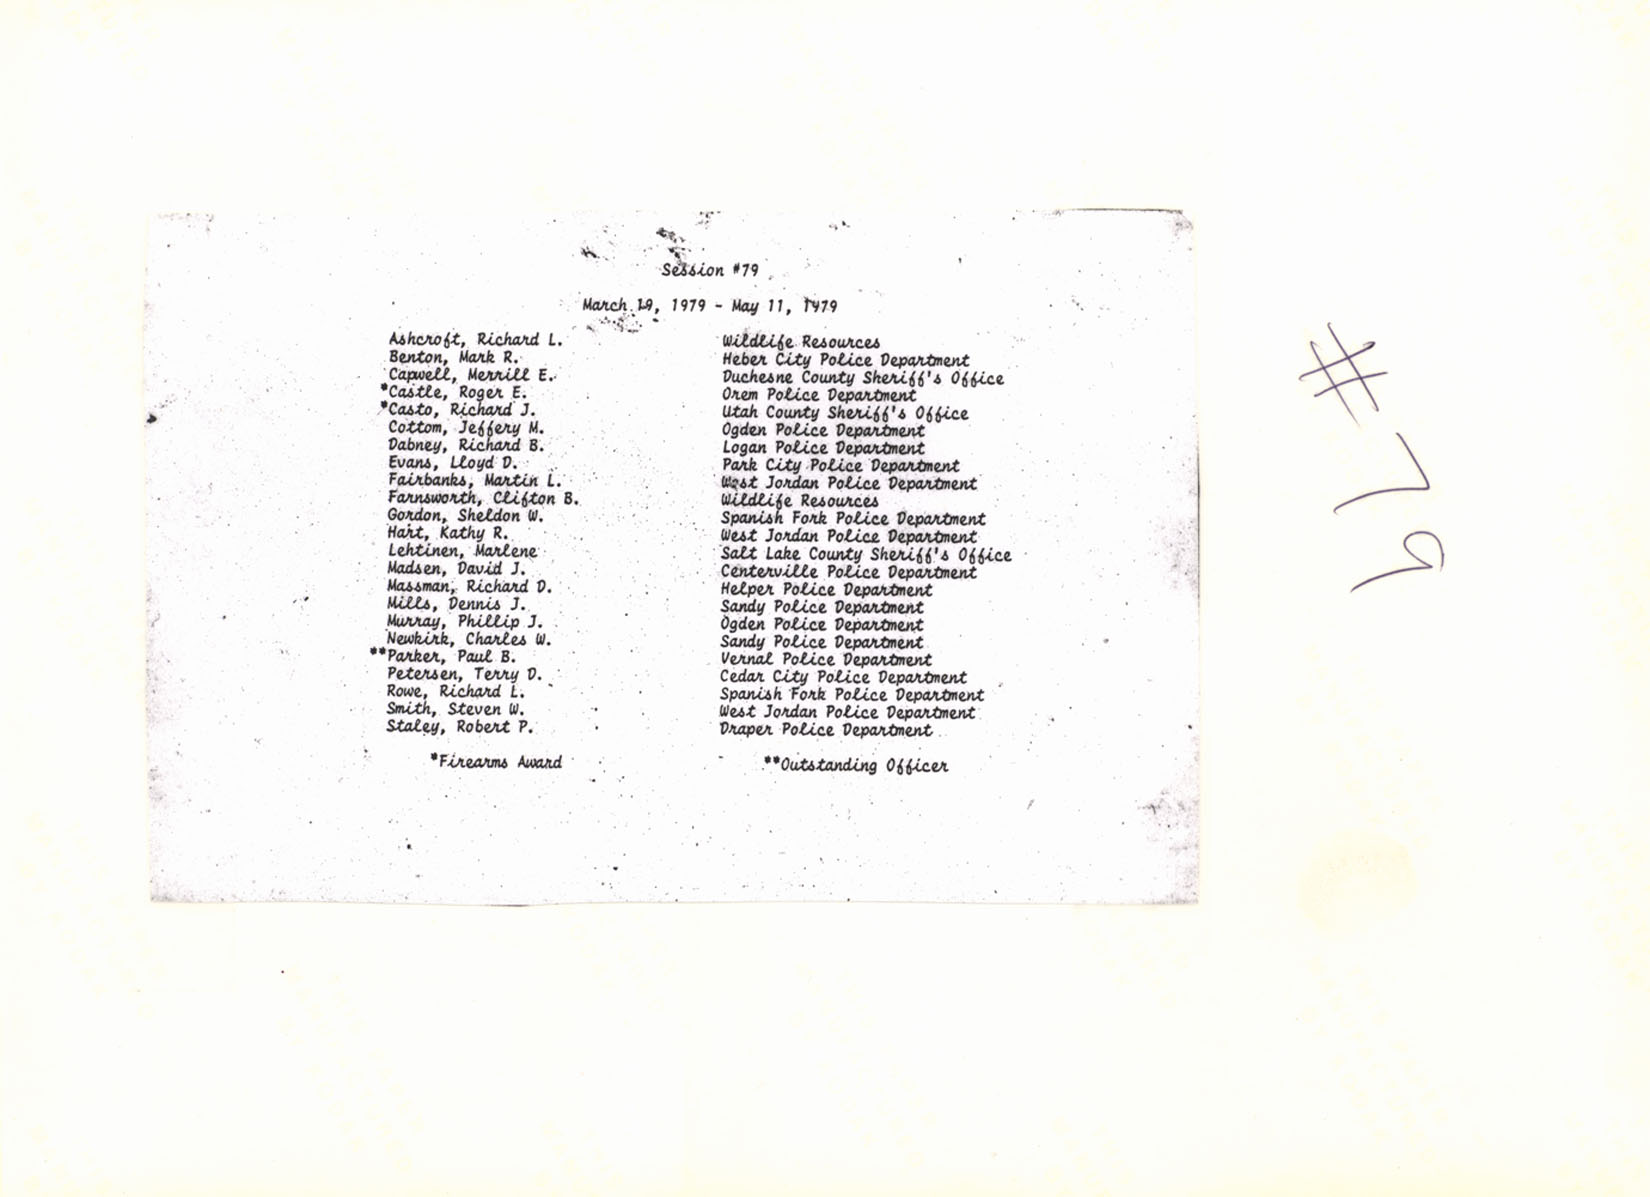 Session #79
March 19, 1979 - May 11, 1979
Ashcroft, Richard L. Wildlife Resources
Benton, Mark R. Heber City Police Department
Capwell, Merrill E. Duchesne County Sheriff's Office
*Castle, Roger E. Orem Police Department
*Casto, Richard J. Utah County Sheriff's Office
Cottom, Jeffery M. Ogden Police Department
Dabney, Richard B. Logan Police Department
Evans, Lloyd D. Park City Police Department
Fairbanks, Martin L. West Jordan Police Department
Farnsworth, Clifton B. Wildlife Resources
Gordon, Sheldon W. Spanish Fork Police Department
Hart, Kathy R. West Jordan Police Department
Lehtinen, Marlene Salt Lake County Sheriff's Office
Madsen, David J. Centerville Police Department
Massman, Richard D. Helper Police Department
Mills, Dennis J. Sandy Police Department
Murray, Phillip J. Ogden Police Department
Newkirk, Charles W. Sandy Police Department
**Parker, Paul B. Vernal Police Department
Petersen, Terry D. Cedar City Police Department
Rowe, Richard L. Spanish Fork Police Department
Smith, Steven W. West Jordan Police Department
Staley, Robert P. Draper Police Department
*Firearms Award **Outstanding Officer
#79